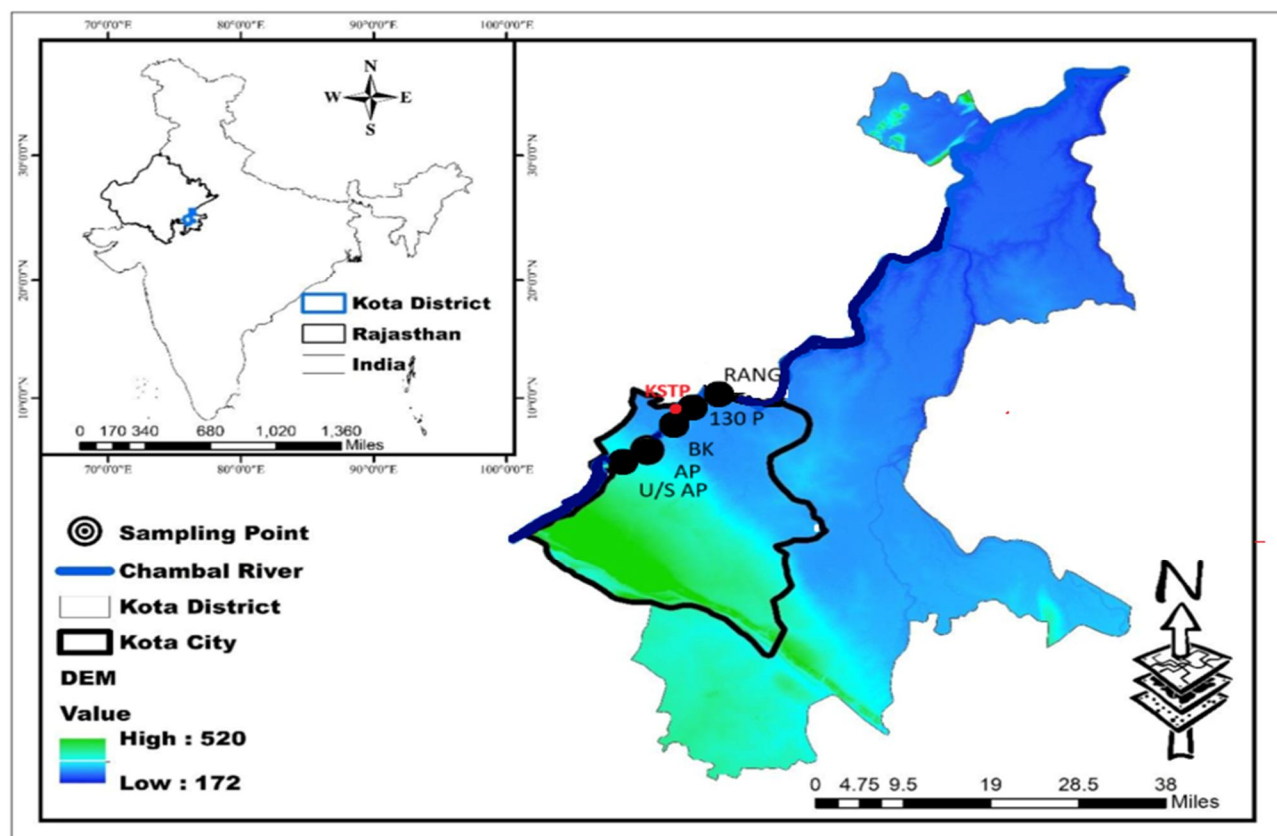 70°0'0"E 80°0'0"E 90°0'0"E 100°0'0"E
N
W E
S
30°0'0"N 30°0'0"N
20°0'0"N 20°0'0"N
10°0'0"N 10°0'0"N
Kota District
Rajasthan
India
0 170 340 680 1,020 1,360
Miles
70°0'0"E 80°0'0"E 90°0'0"E 100°0'0"E
RANG
KSTP
130 P
BK
AP
U/S AP
Sampling Point
Chambal River
Kota District
Kota City
DEM
Value
High : 520
Low : 172
N
0 4.75 9.5 19 28.5 38
Miles